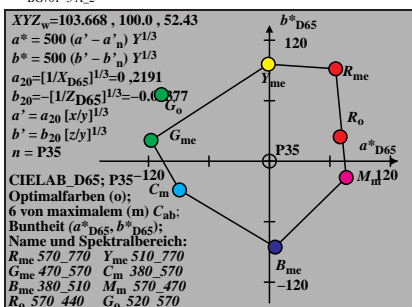 XYZw=103.668 , 100.0 , 52.43
a* = 500 (a' – a'n) Y1/3
b* = 500 (b' – b'n) Y1/3
a20=[1/XD65]1/3=0 ,2191
b20=–[1/ZD65]1/3=–0.
a' = a20 [x/y]1/3
b' = b20 [z/y]1/3
n = P35
CIELAB_D65; P35
Optimalfarben (o);
6 von maximalem (m) Cab;
Buntheit (a*D65, b*D65);
Name und Spektralbereich:
Rme 570_770 Yme 510_770
Gme 470_570 Cm 380_570
Bme 380_510 Mm 570_470
Ro 570_440 Go 520_570
b*D65
120
Yme
Rme
Go
Ro
Gme
P35
a*D65
–120
Cm
Mm
120
Bme
–120